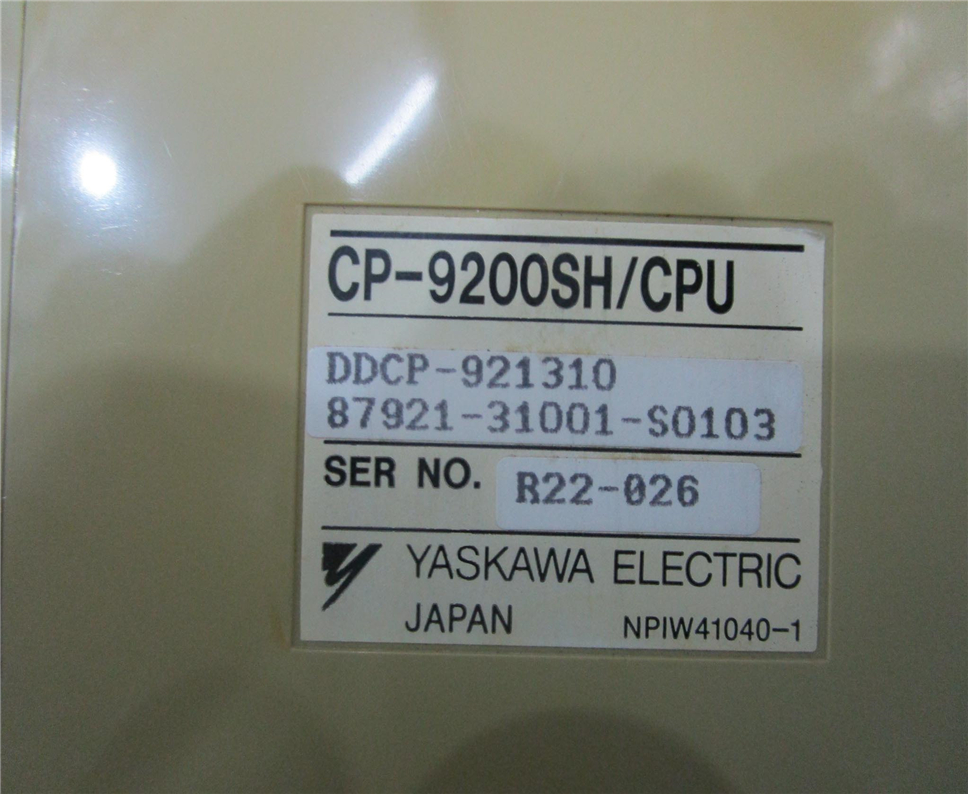 CP-9200SH/CPU
DDCP-921310
87921-31001-S0103
SER NO. R22-026
YASKAWA ELECTRIC
JAPAN NPIW41040-1